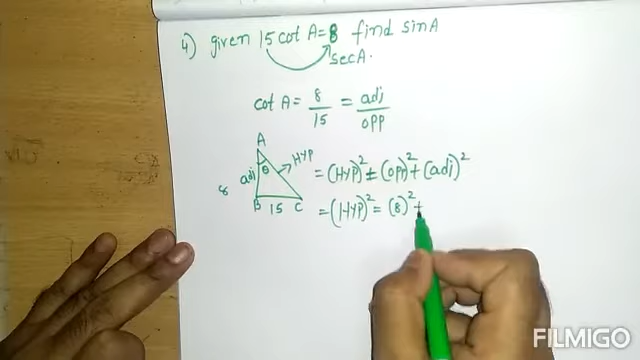 4) given 15 cot A = 8 find sin A
sec A.
cot A = 8/15 = adj/opp
A
θ
HYP
adj
8
B 15 C
= (HYP)² = (opp)² + (adj)²
= (HYP)² = (8)² +
FILMIGO